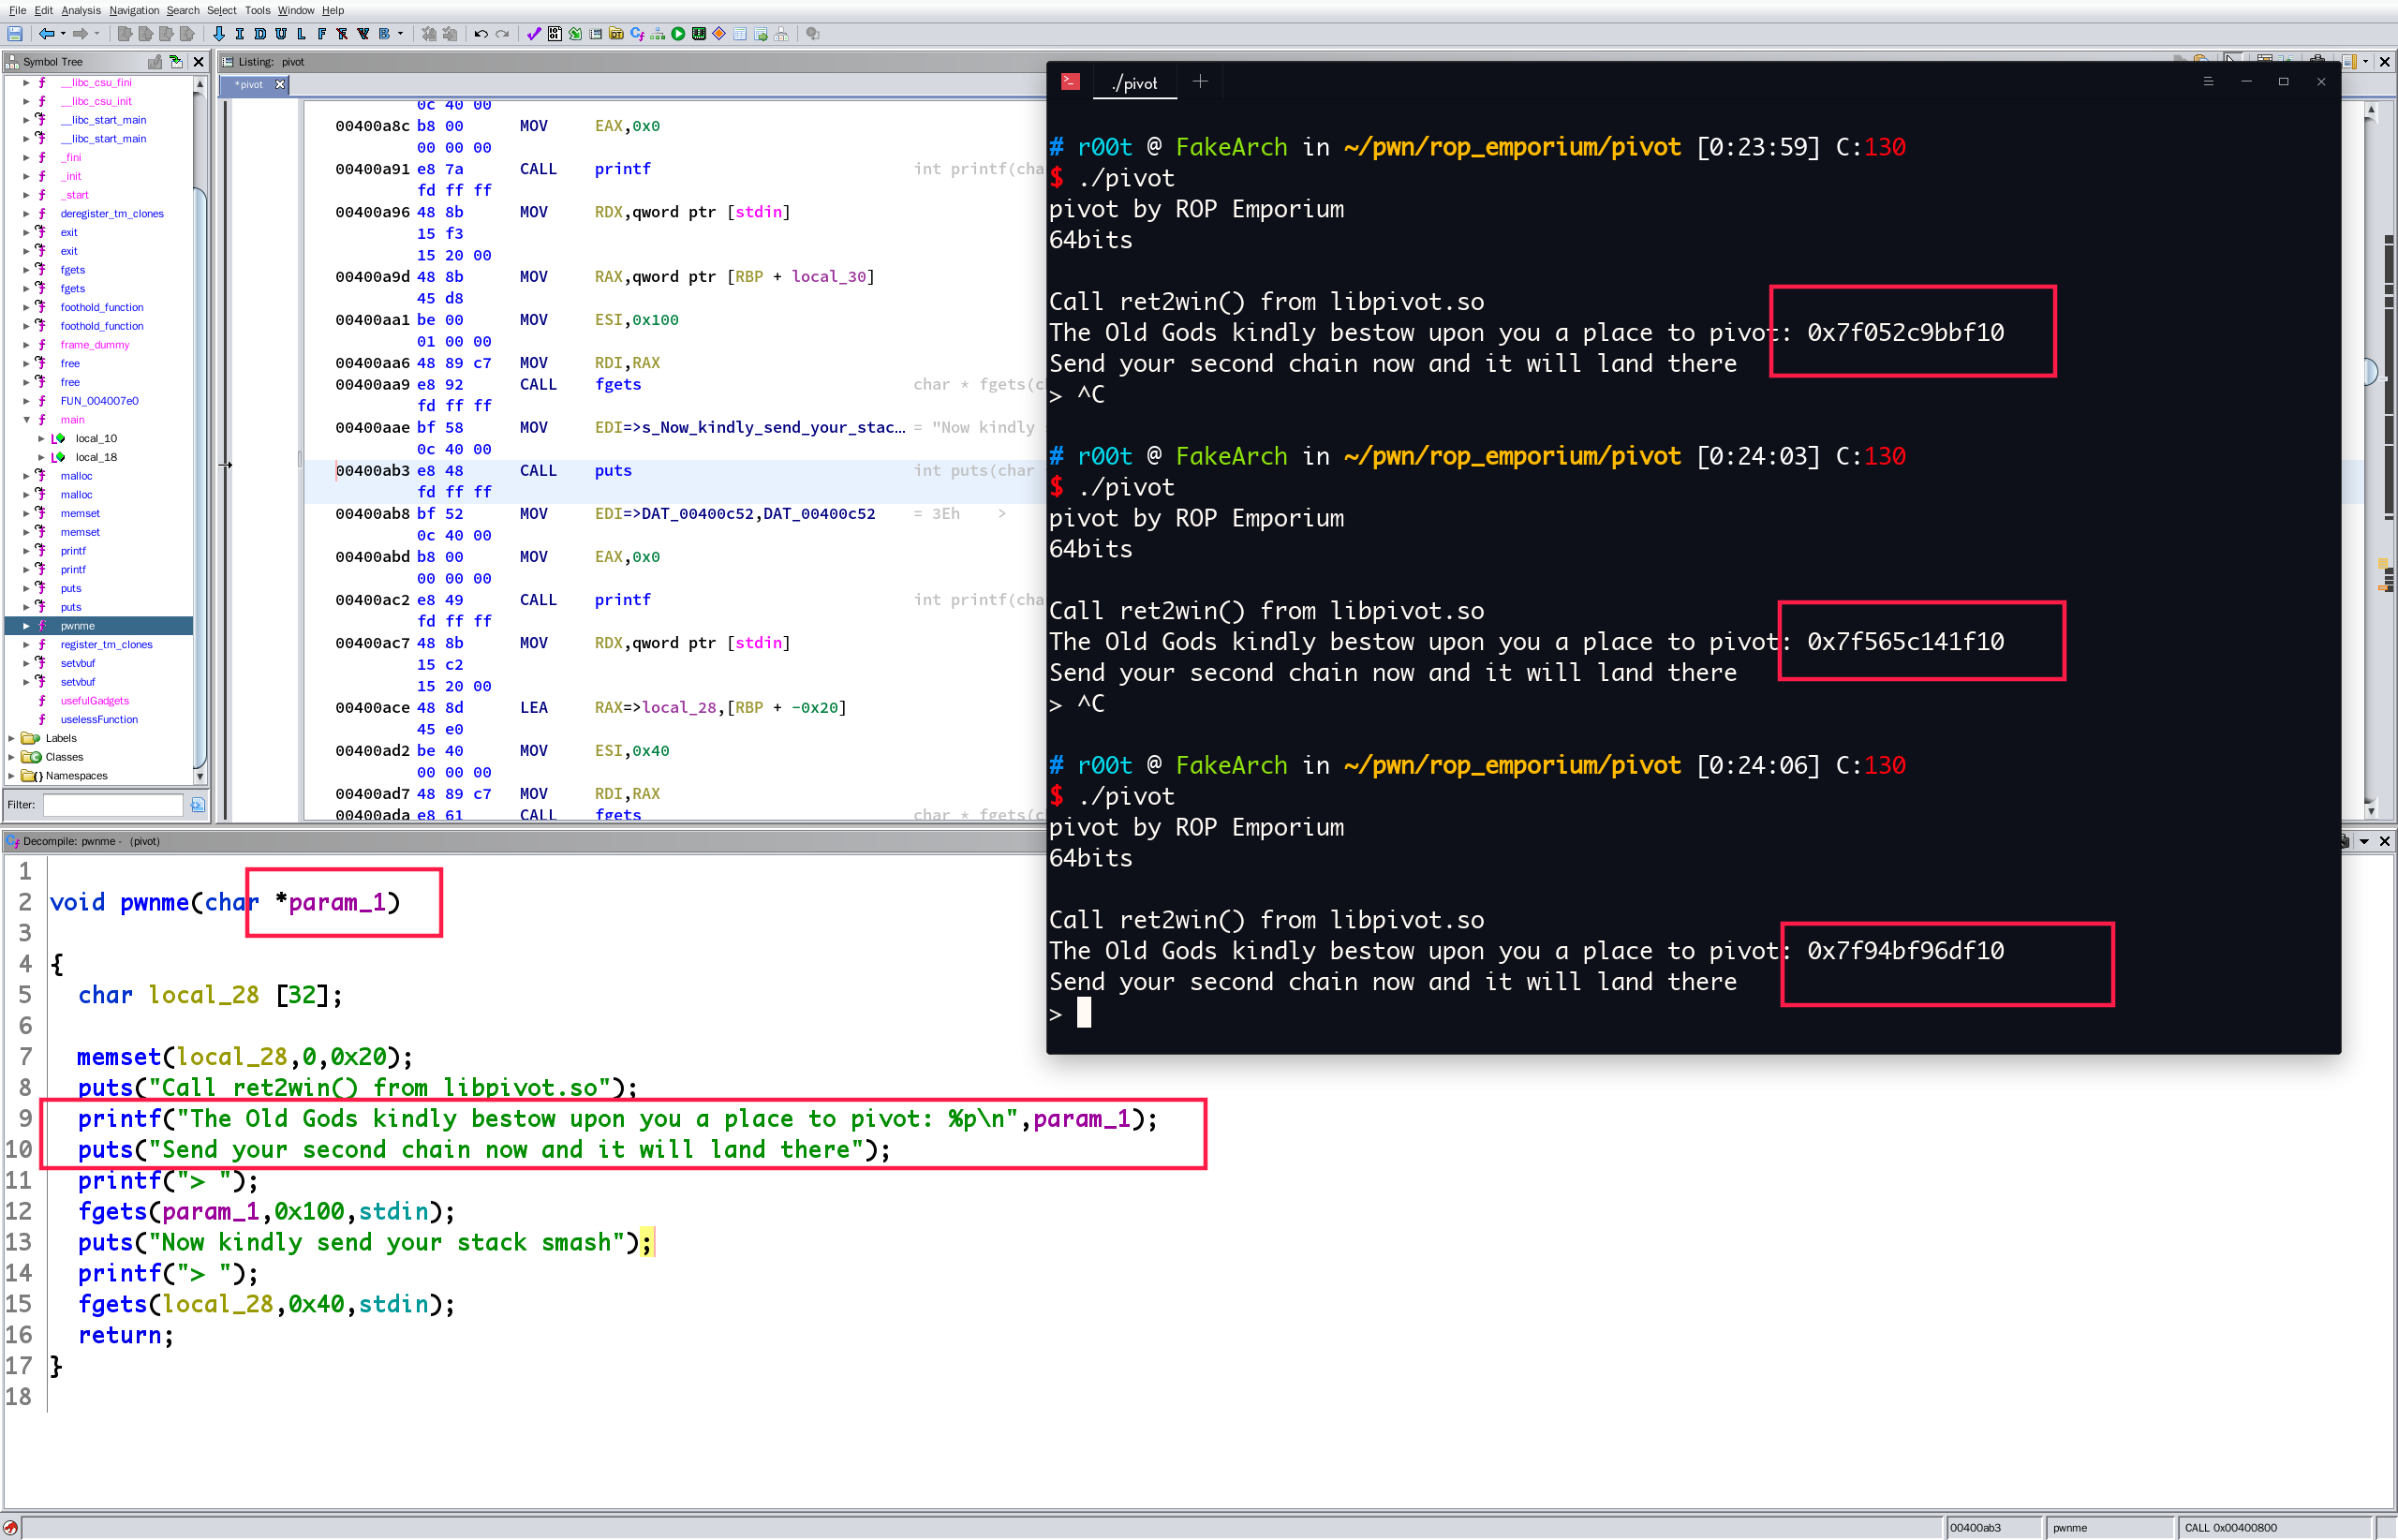 File Edit Analysis Navigation Search Select Tools Window Help
Symbol Tree
__libc_csu_fini
__libc_csu_init
__libc_start_main
__libc_start_main
_fini
_init
_start
deregister_tm_clones
exit
exit
fgets
fgets
foothold_function
foothold_function
frame_dummy
free
free
FUN_004007e0
main
local_10
local_18
malloc
malloc
memset
memset
printf
printf
puts
puts
pwnme
register_tm_clones
setvbuf
setvbuf
usefulGadgets
uselessFunction
Labels
Classes
Namespaces
Filter:
Listing: pivot
*pivot
0c 40 00
00400a8c b8 00 MOV EAX,0x0
00 00 00
00400a91 e8 7a CALL printf int printf(cha
fd ff ff
00400a96 48 8b MOV RDX,qword ptr [stdin]
15 f3
15 20 00
00400a9d 48 8b MOV RAX,qword ptr [RBP + local_30]
45 d8
00400aa1 be 00 MOV ESI,0x100
01 00 00
00400aa6 48 89 c7 MOV RDI,RAX
00400aa9 e8 92 CALL fgets char * fgets(c
fd ff ff
00400aae bf 58 MOV EDI=>s_Now_kindly_send_your_stac... = "Now kindly
0c 40 00
00400ab3 e8 48 CALL puts int puts(char
fd ff ff
00400ab8 bf 52 MOV EDI=>DAT_00400c52,DAT_00400c52 = 3Eh >
0c 40 00
00400abd b8 00 MOV EAX,0x0
00 00 00
00400ac2 e8 49 CALL printf int printf(cha
fd ff ff
00400ac7 48 8b MOV RDX,qword ptr [stdin]
15 c2
15 20 00
00400ace 48 8d LEA RAX=>local_28,[RBP + -0x20]
45 e0
00400ad2 be 40 MOV ESI,0x40
00 00 00
00400ad7 48 89 c7 MOV RDI,RAX
00400ada e8 61 CALL fgets char * fgets(c
./pivot
# r00t @ FakeArch in ~/pwn/rop_emporium/pivot [0:23:59] C:130
$ ./pivot
pivot by ROP Emporium
64bits
Call ret2win() from libpivot.so
The Old Gods kindly bestow upon you a place to pivot: 0x7f052c9bbf10
Send your second chain now and it will land there
> ^C
# r00t @ FakeArch in ~/pwn/rop_emporium/pivot [0:24:03] C:130
$ ./pivot
pivot by ROP Emporium
64bits
Call ret2win() from libpivot.so
The Old Gods kindly bestow upon you a place to pivot: 0x7f565c141f10
Send your second chain now and it will land there
> ^C
# r00t @ FakeArch in ~/pwn/rop_emporium/pivot [0:24:06] C:130
$ ./pivot
pivot by ROP Emporium
64bits
Call ret2win() from libpivot.so
The Old Gods kindly bestow upon you a place to pivot: 0x7f94bf96df10
Send your second chain now and it will land there
>
Decompile: pwnme - (pivot)
1
2 void pwnme(char *param_1)
3
4 {
5 char local_28 [32];
6
7 memset(local_28,0,0x20);
8 puts("Call ret2win() from libpivot.so");
9 printf("The Old Gods kindly bestow upon you a place to pivot: %p\n",param_1);
10 puts("Send your second chain now and it will land there");
11 printf("> ");
12 fgets(param_1,0x100,stdin);
13 puts("Now kindly send your stack smash");
14 printf("> ");
15 fgets(local_28,0x40,stdin);
16 return;
17 }
18
00400ab3 pwnme CALL 0x00400800